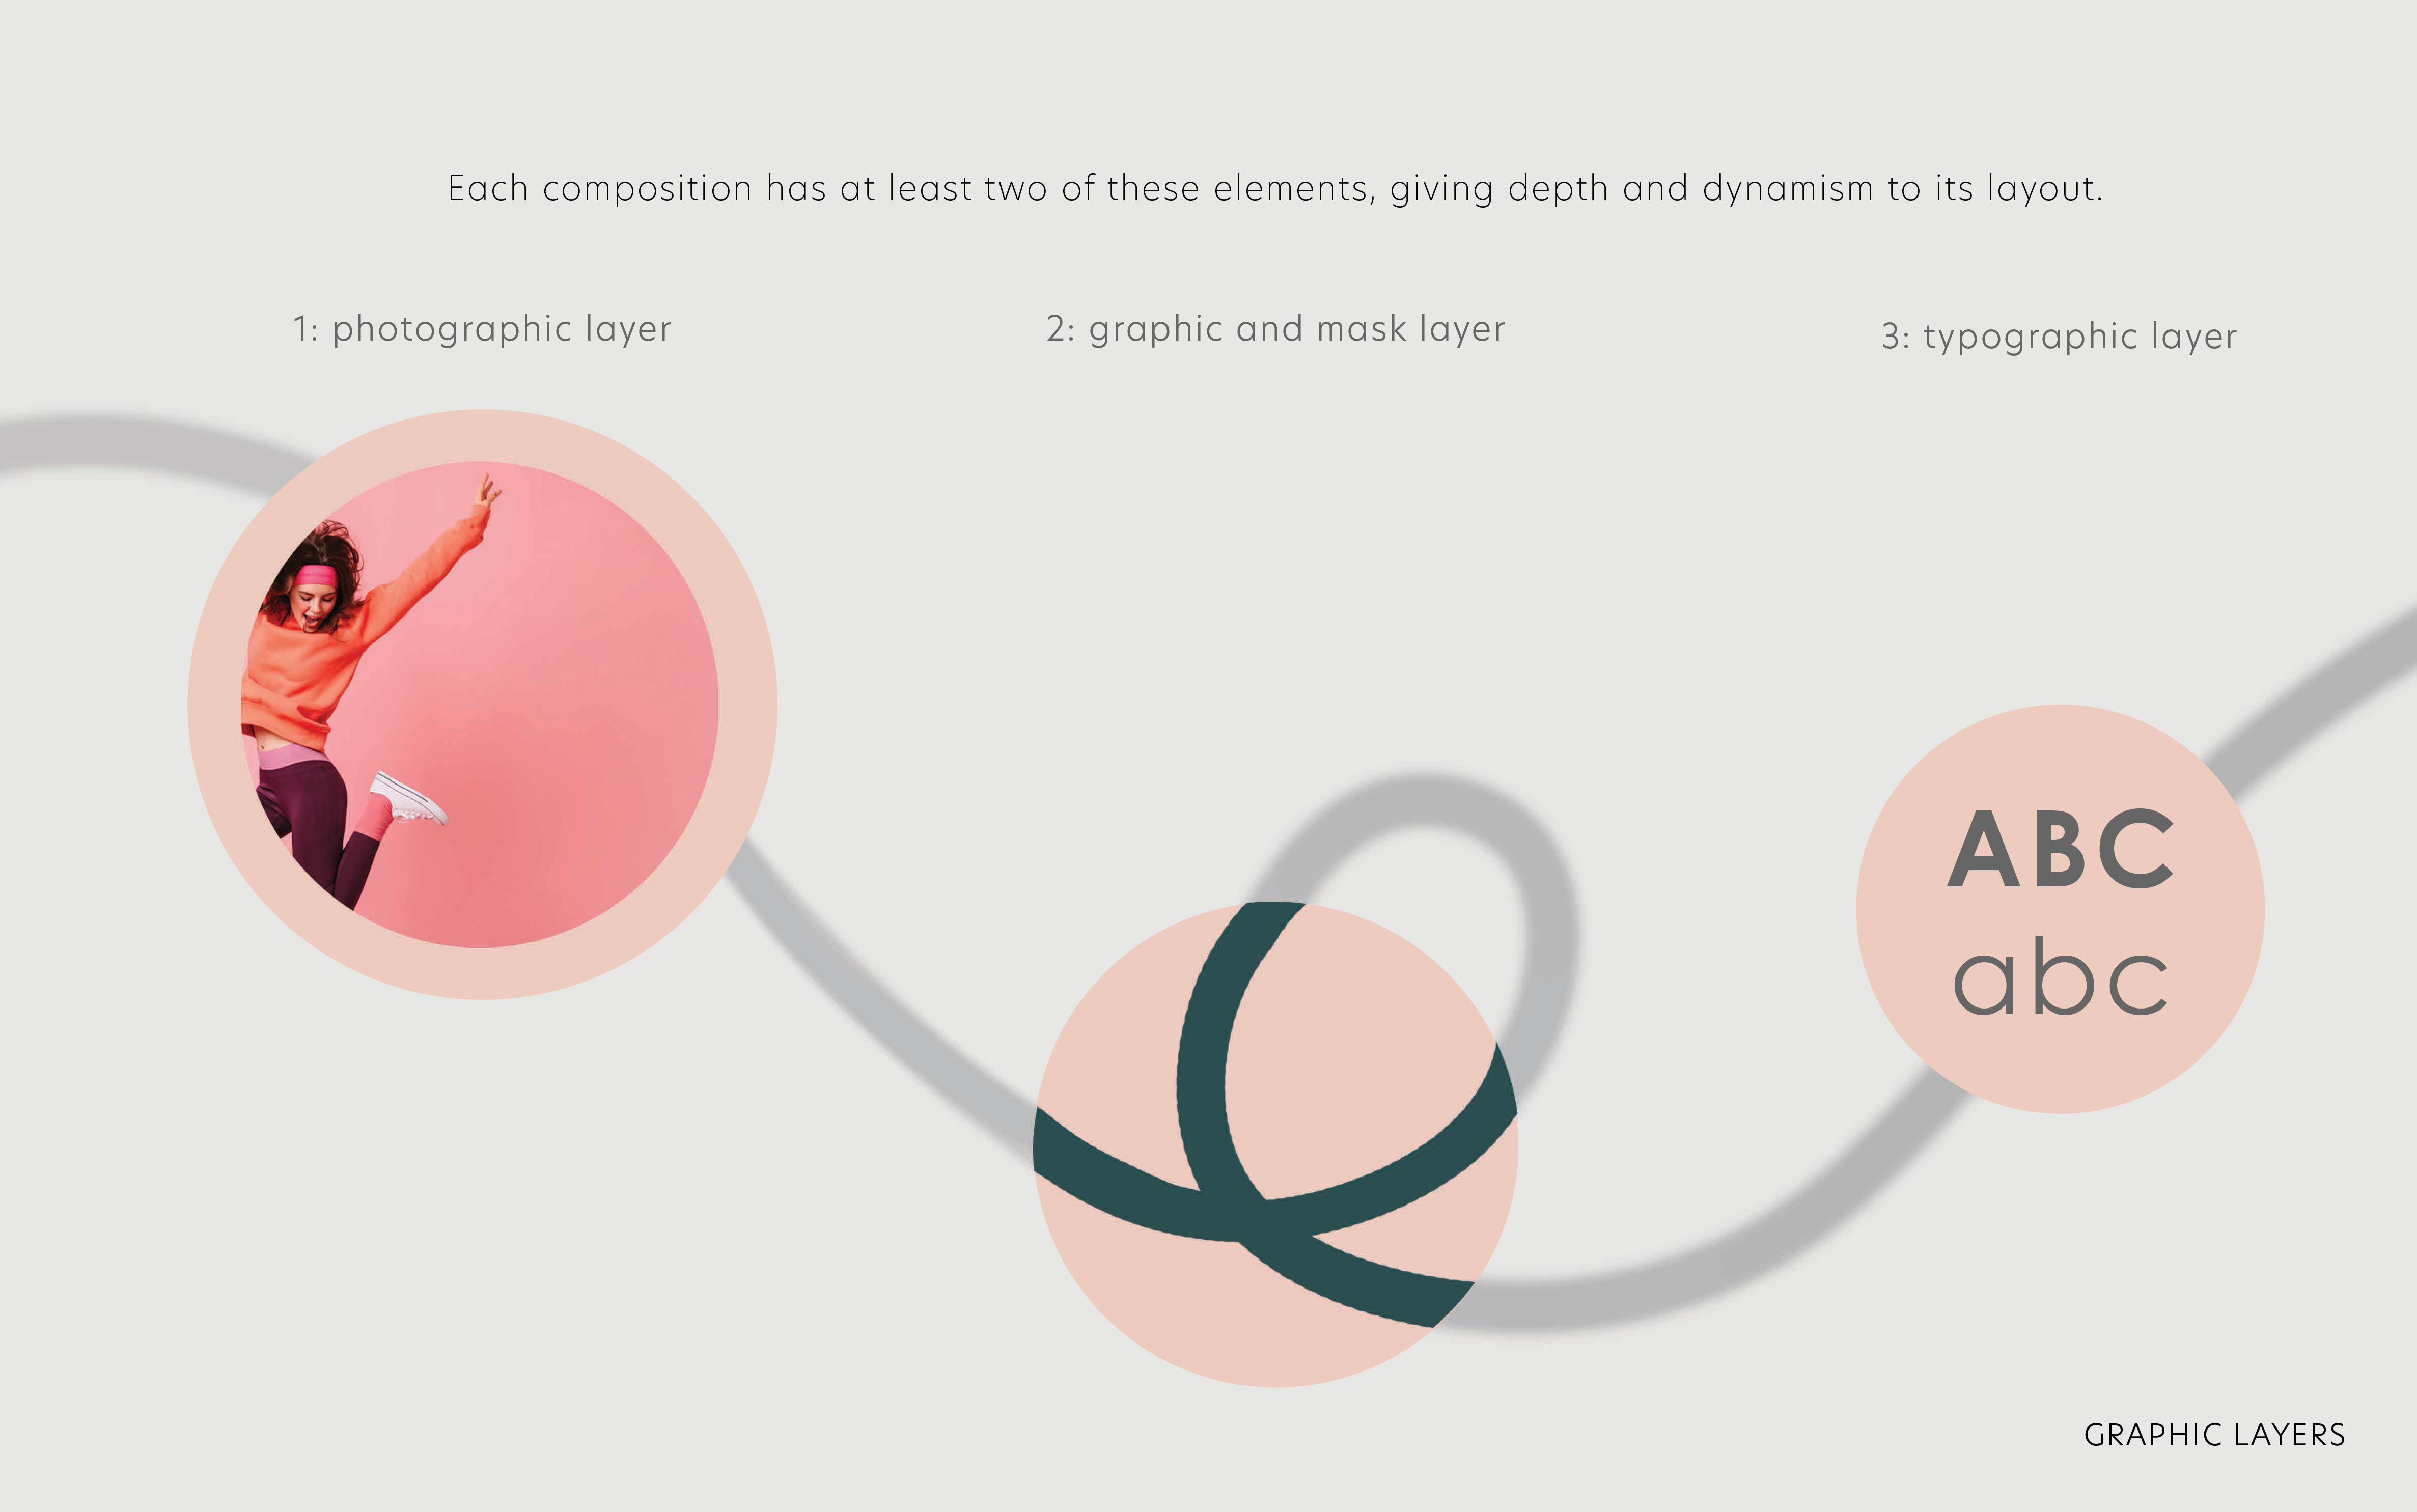 Each composition has at least two of these elements, giving depth and dynamism to its layout.
1: photographic layer
2: graphic and mask layer
3: typographic layer
ABC
abc
GRAPHIC LAYERS